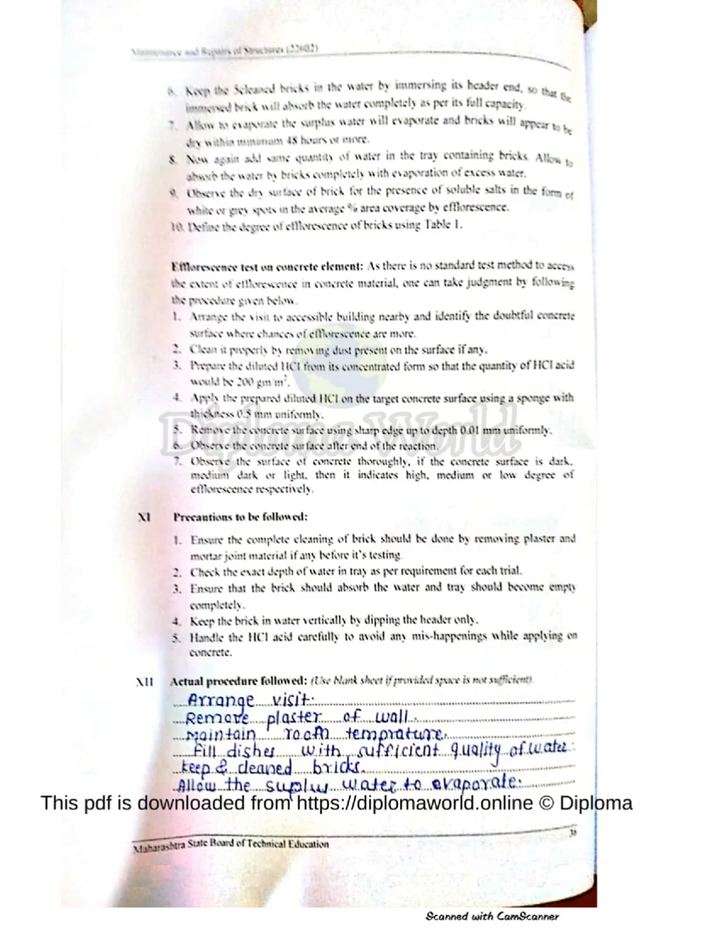 Maintenance and Repairs of Structures (22602)
6. Keep the 5cleaned bricks in the water by immersing its header end, so that the
immersed brick will absorb the water completely as per its full capacity.
7. Allow to evaporate the surplus water will evaporate and bricks will appear to be
dry within minimum 48 hours or more.
8. Now again add same quantity of water in the tray containing bricks. Allow to
absorb the water by bricks completely with evaporation of excess water.
9. Observe the dry surface of brick for the presence of soluble salts in the form of
white or grey spots in the average % area coverage by efflorescence.
10. Define the degree of efflorescence of bricks using Table 1.
Efflorescence test on concrete element: As there is no standard test method to access
the extent of efflorescence in concrete material, one can take judgment by following
the procedure given below.
1. Arrange the visit to accessible building nearby and identify the doubtful concrete
surface where chances of efflorescence are more.
2. Clean it properly by removing dust present on the surface if any.
3. Prepare the diluted HCl from its concentrated form so that the quantity of HCl acid
would be 200 gm m².
4. Apply the prepared diluted HCl on the target concrete surface using a sponge with
thickness 0.5 mm uniformly.
5. Remove the concrete surface using sharp edge up to depth 0.01 mm uniformly.
6. Observe the concrete surface after end of the reaction.
7. Observe the surface of concrete thoroughly, if the concrete surface is dark,
medium dark or light, then it indicates high, medium or low degree of
efflorescence respectively.
Diploma World
XI Precautions to be followed:
1. Ensure the complete cleaning of brick should be done by removing plaster and
mortar joint material if any before it's testing.
2. Check the exact depth of water in tray as per requirement for each trial.
3. Ensure that the brick should absorb the water and tray should become empty
completely.
4. Keep the brick in water vertically by dipping the header only.
5. Handle the HCl acid carefully to avoid any mis-happenings while applying on
concrete.
XII Actual procedure followed: (Use blank sheet if provided space is not sufficient)
Arrange visit.
Remove plaster of wall.
Maintain room temprature.
Fill dishes with sufficient quality of water.
keep & cleaned bricks.
Allow the suplus water to evaporate.
This pdf is downloaded from https://diplomaworld.online © Diploma
Maharashtra State Board of Technical Education
Scanned with CamScanner